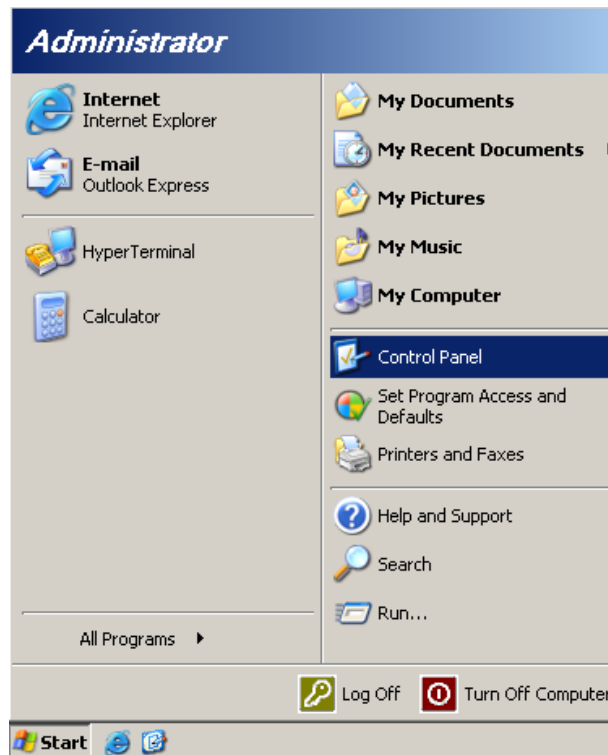 Administrator
Internet
Internet Explorer
E-mail
Outlook Express
HyperTerminal
Calculator
All Programs
My Documents
My Recent Documents
My Pictures
My Music
My Computer
Control Panel
Set Program Access and
Defaults
Printers and Faxes
Help and Support
Search
Run...
Log Off
Turn Off Computer
Start